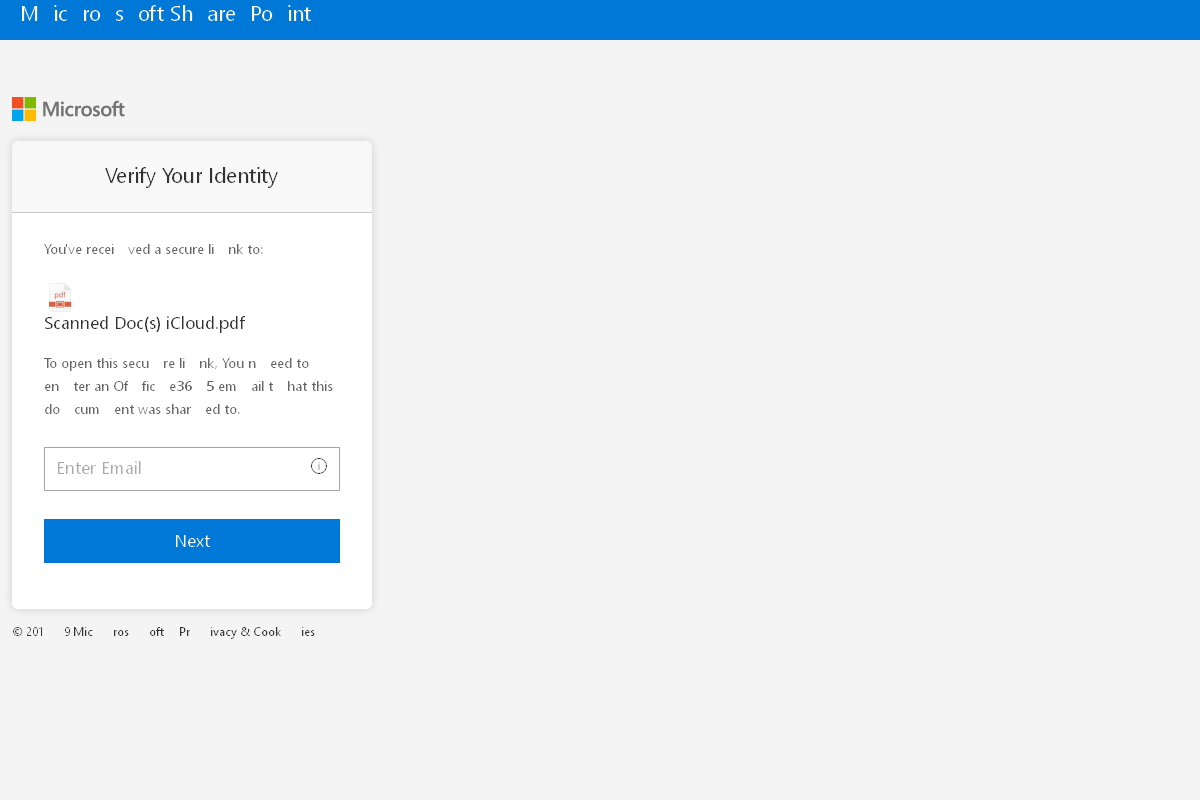 M ic ro s oft Sh are Po int
Microsoft
Verify Your Identity
You've recei ved a secure li nk to:
pdf
Scanned Doc(s) iCloud.pdf
To open this secu re li nk, You n eed to
en ter an Of fic e36 5 em ail t hat this
do cum ent was shar ed to.
Enter Email
Next
© 201 9 Mic ros oft Pr ivacy & Cook ies